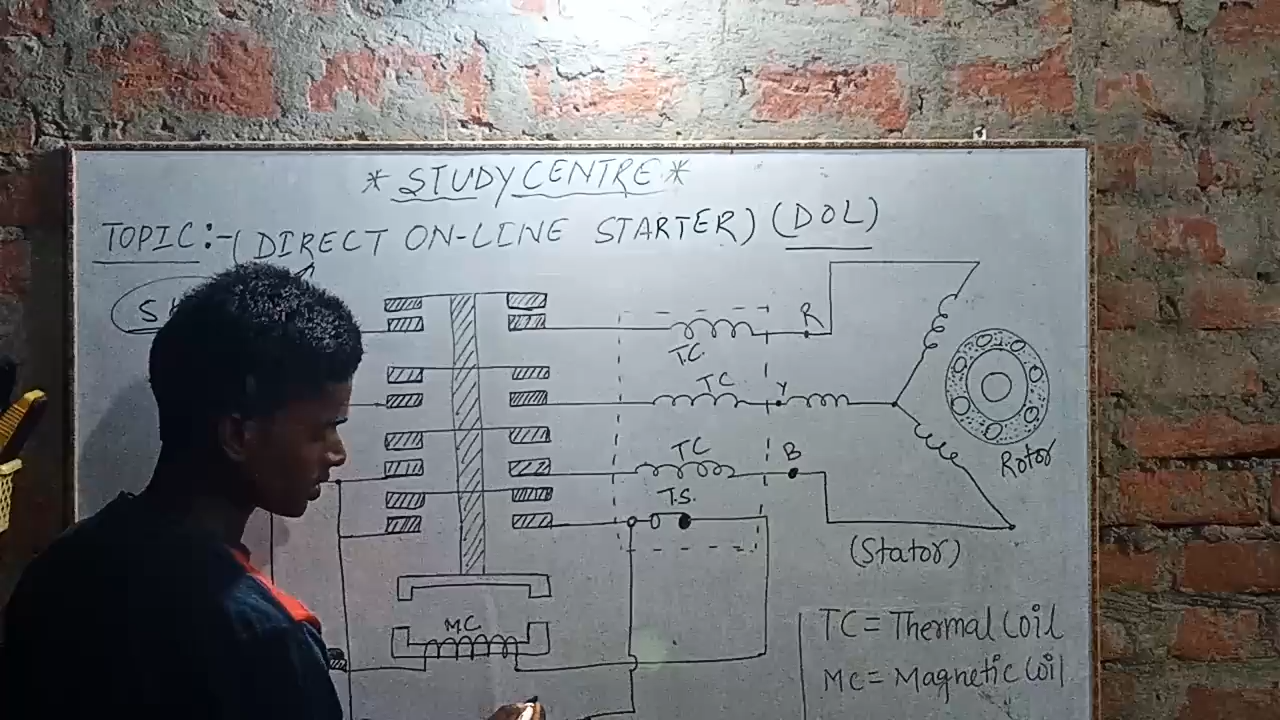 * STUDY CENTRE *
TOPIC:-(DIRECT ON-LINE STARTER) (DOL)
R
T.C.
TC
Y
TC
B
T.S.
Rotor
(Stator)
MC
TC = Thermal Coil
MC = Magnetic Coil